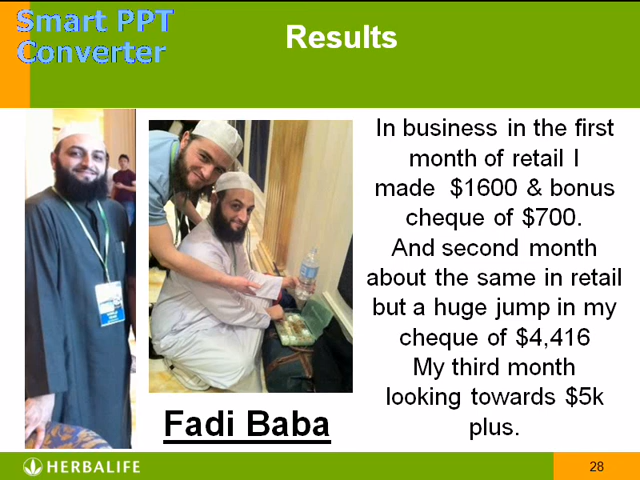 Smart PPT
Converter
Results
In business in the first
month of retail I
made $1600 & bonus
cheque of $700.
And second month
about the same in retail
but a huge jump in my
cheque of $4,416
My third month
looking towards $5k
plus.
Fadi Baba
HERBALIFE
28